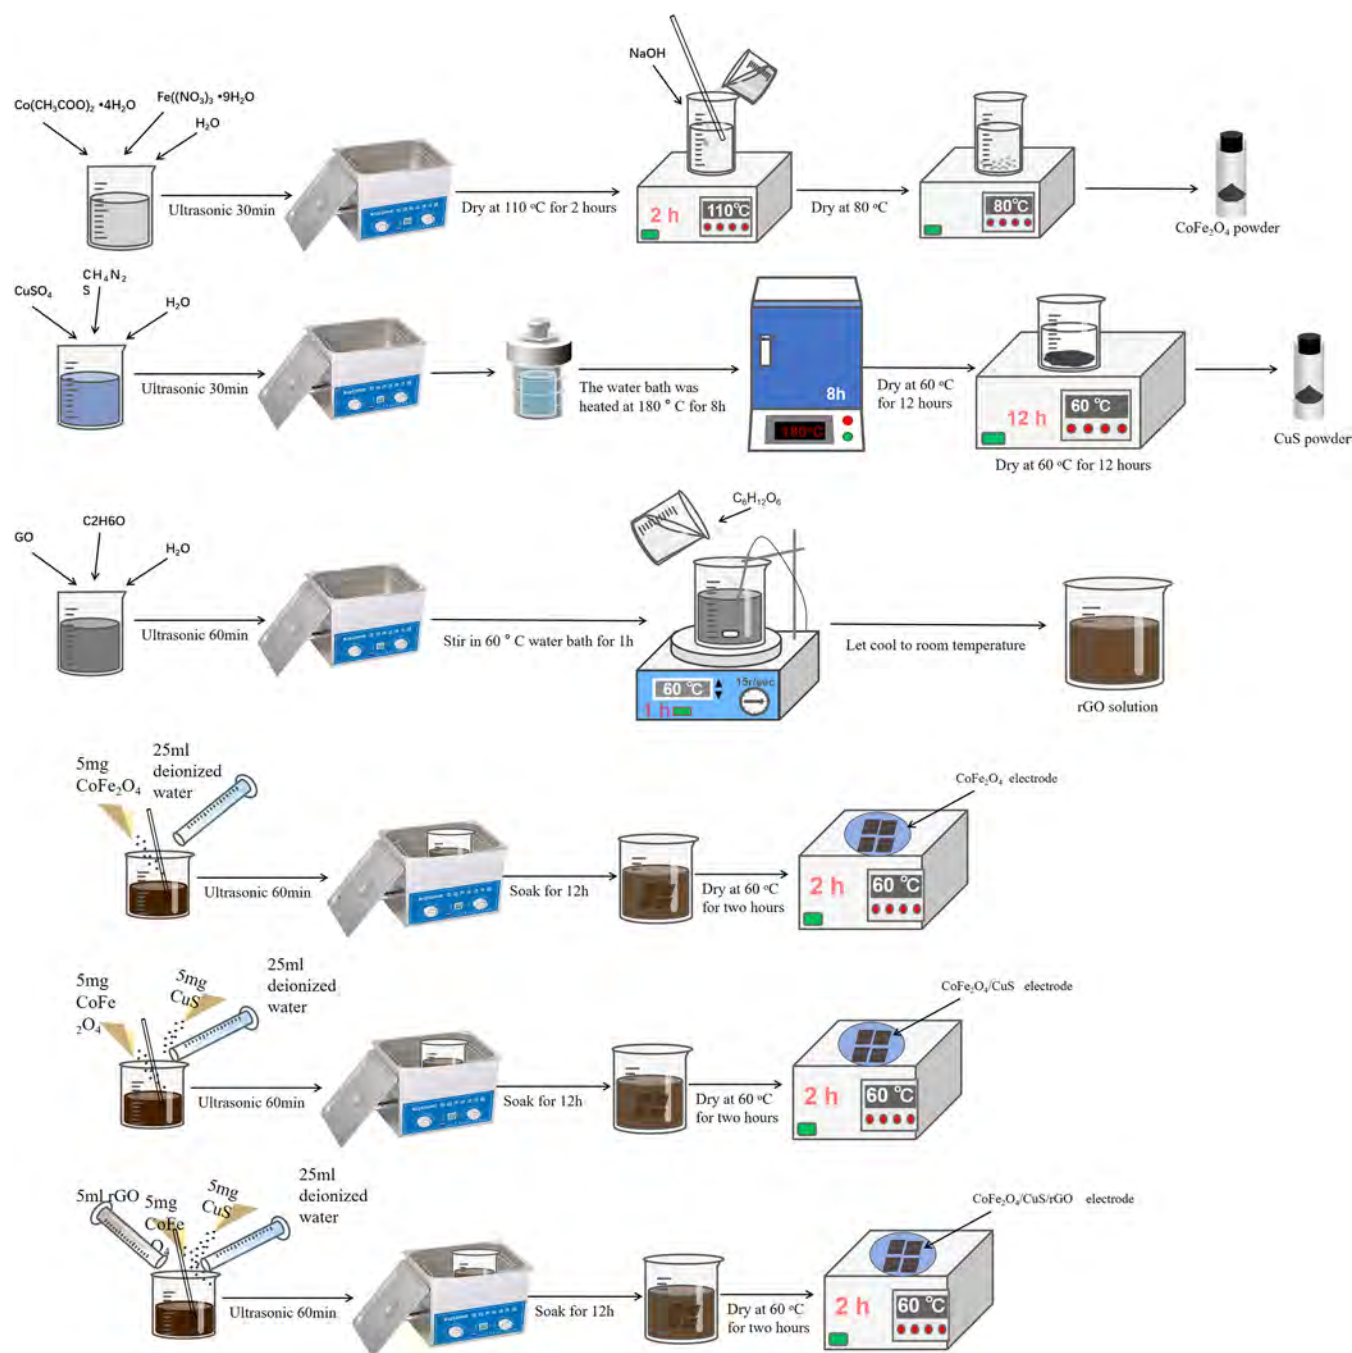 NaOH
Co(CH₃COO)₂ •4H₂O
Fe((NO₃)₃ •9H₂O
H₂O
Ultrasonic 30min
Dry at 110 °C for 2 hours
2 h
110°C
Dry at 80 °C
80°C
CoFe₂O₄ powder
CuSO₄
CH₄N₂
S
H₂O
Ultrasonic 30min
The water bath was
heated at 180 ° C for 8h
8h
180°C
Dry at 60 °C
for 12 hours
12 h
60 °C
Dry at 60 °C for 12 hours
CuS powder
GO
C2H6O
H₂O
Ultrasonic 60min
Stir in 60 ° C water bath for 1h
C₆H₁₂O₆
60 °C
15r/sec
1 h
Let cool to room temperature
rGO solution
5mg
CoFe₂O₄
25ml
deionized
water
Ultrasonic 60min
Soak for 12h
Dry at 60 °C
for two hours
CoFe₂O₄ electrode
2 h
60 °C
5mg
CoFe
₂O₄
5mg
CuS
25ml
deionized
water
Ultrasonic 60min
Soak for 12h
Dry at 60 °C
for two hours
CoFe₂O₄/CuS electrode
2 h
60 °C
5ml rGO
5mg
CoFe
O₄
5mg
CuS
25ml
deionized
water
Ultrasonic 60min
Soak for 12h
Dry at 60 °C
for two hours
CoFe₂O₄/CuS/rGO electrode
2 h
60 °C